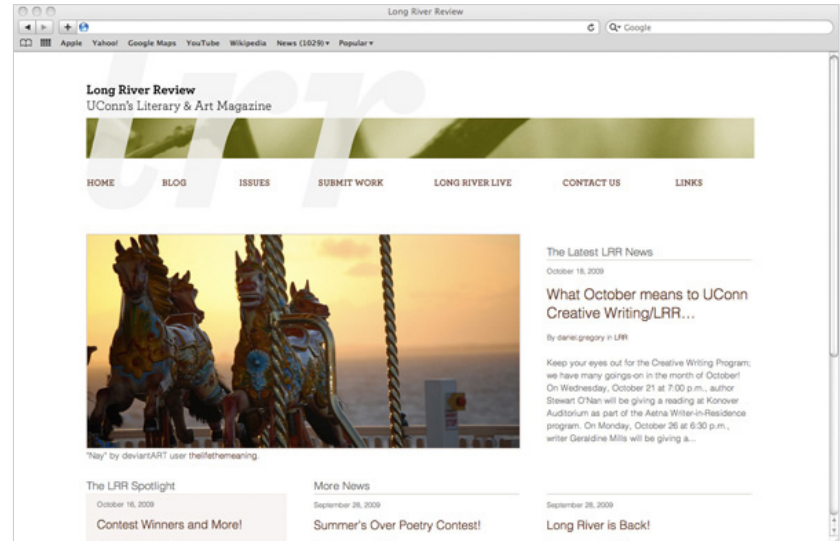 Long River Review
Google
Apple Yahoo! Google Maps YouTube Wikipedia News (1029) Popular
lrr
Long River Review
UConn's Literary & Art Magazine
HOME BLOG ISSUES SUBMIT WORK LONG RIVER LIVE CONTACT US LINKS
The Latest LRR News
October 18, 2009
What October means to UConn
Creative Writing/LRR...
By daniel.gregory in LRR
Keep your eyes out for the Creative Writing Program;
we have many goings-on in the month of October!
On Wednesday, October 21 at 7:00 p.m., author
Stewart O'Nan will be giving a reading at Konover
Auditorium as part of the Aetna Writer-in-Residence
program. On Monday, October 26 at 6:30 p.m.,
writer Geraldine Mills will be giving a...
"Nay" by deviantART user thelifethemeaning.
The LRR Spotlight
October 16, 2009
Contest Winners and More!
More News
September 28, 2009
Summer's Over Poetry Contest!
September 28, 2009
Long River is Back!